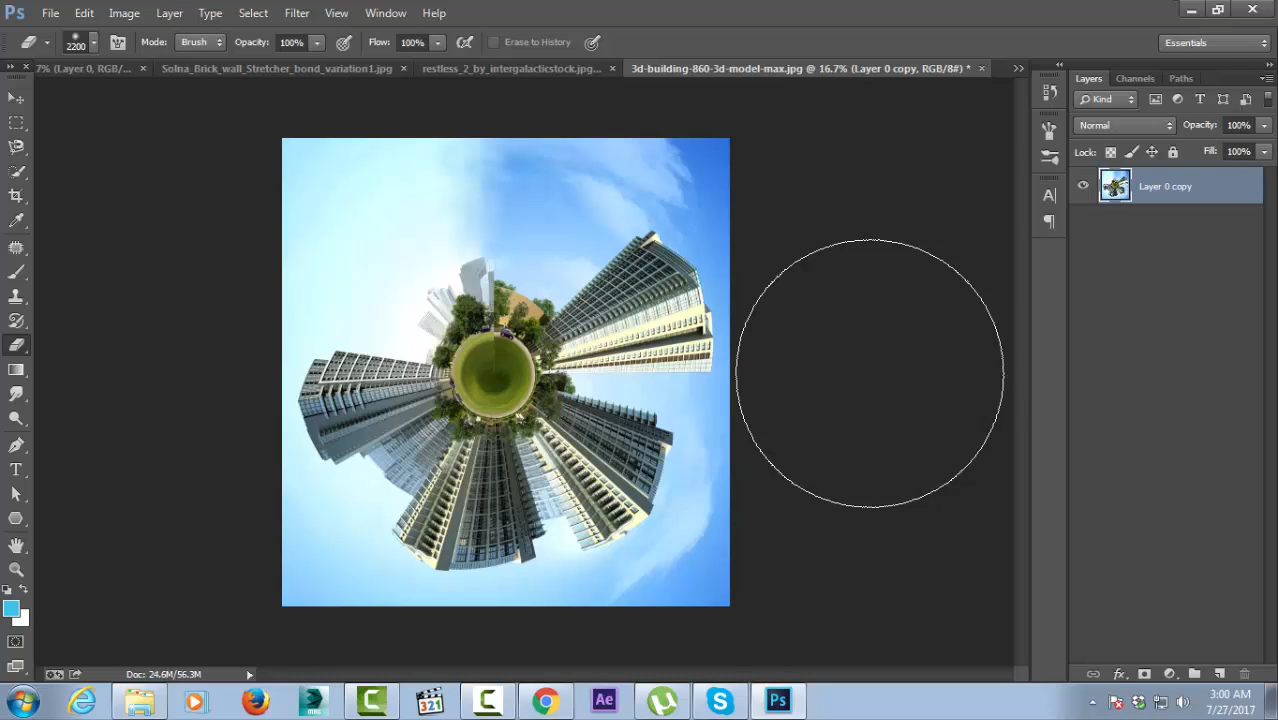 Ps File Edit Image Layer Type Select Filter View Window Help
2200 Mode: Brush Opacity: 100% Flow: 100% Erase to History Essentials
7% (Layer 0, RGB/... × Solna_Brick_wall_Stretcher_bond_variation1.jpg × restless_2_by_intergalacticstock.jpg... × 3d-building-860-3d-model-max.jpg @ 16.7% (Layer 0 copy, RGB/8#) * ×
Layers Channels Paths
Kind
Normal Opacity: 100%
Lock: Fill: 100%
Layer 0 copy
A
T
Doc: 24.6M/56.3M
fx
MAX
321
Ae
Ps
3:00 AM
7/27/2017